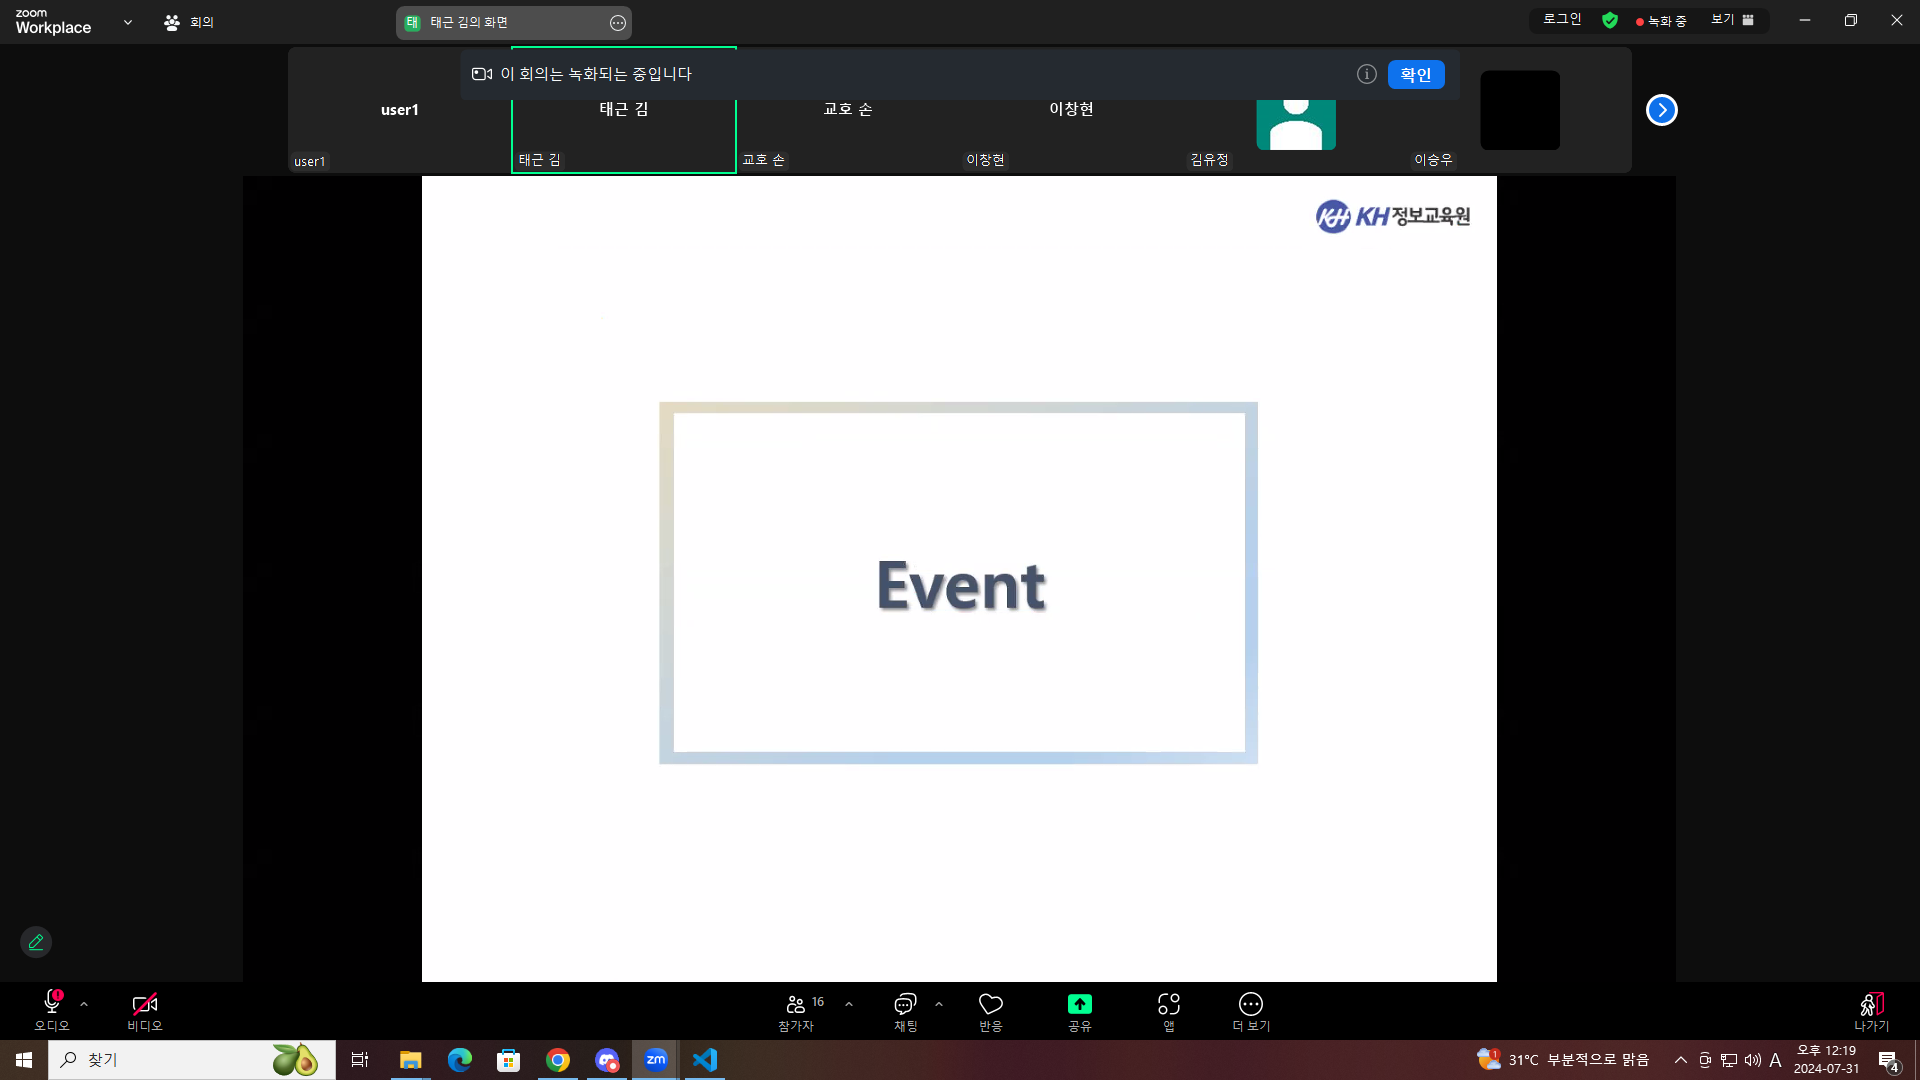 zoom
Workplace
회의
태
태근 김의 화면
로그인
녹화 중
보기
이 회의는 녹화되는 중입니다
확인
user1
태근 김
교호 손
이창현
user1
태근 김
교호 손
이창현
김유정
이승우
KH KH정보교육원
Event
오디오
비디오
16
참가자
채팅
반응
공유
앱
더 보기
나가기
찾기
zm
1
31°C 부분적으로 맑음
A
오후 12:19
2024-07-31
4